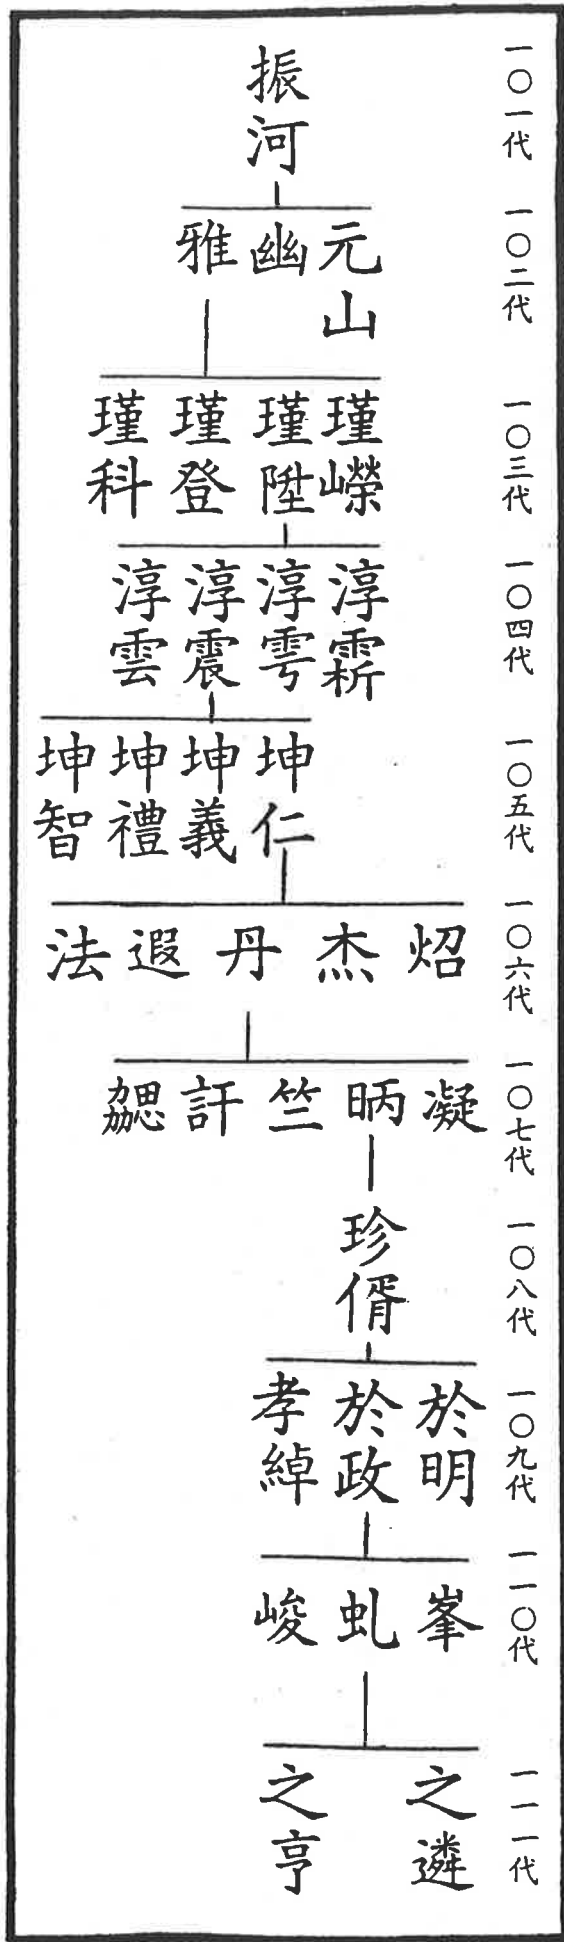 一〇一代
振河
一〇二代
元山 幽 雅
一〇三代
瑾嶸 瑾陞 瑾登 瑾科
一〇四代
淳霦 淳雩 淳震 淳雲
一〇五代
坤仁 坤義 坤禮 坤智
一〇六代
炤 杰 丹 遐 法
一〇七代
凝 昞 竺 訐
一〇八代
珍偦
一〇九代
於明 於政 孝綽
一一〇代
峯 虬 峻
一一一代
之遴 之亨